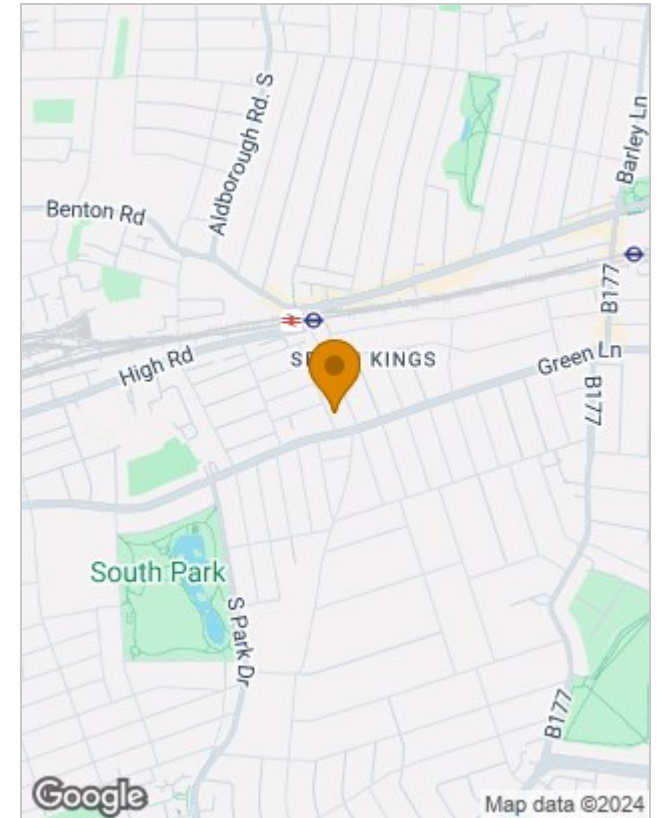 Aldborough Rd. S
Barley Ln
Benton Rd
B177
High Rd
KINGS
Green Ln
B177
South Park
S Park Dr
B177
Google
Map data ©2024